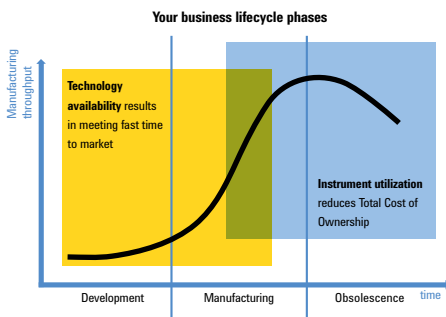 Your business lifecycle phases
Manufacturing
throughput
Technology
availability results
in meeting fast time
to market
Instrument utilization
reduces Total Cost of
Ownership
Development
Manufacturing
Obsolescence
time